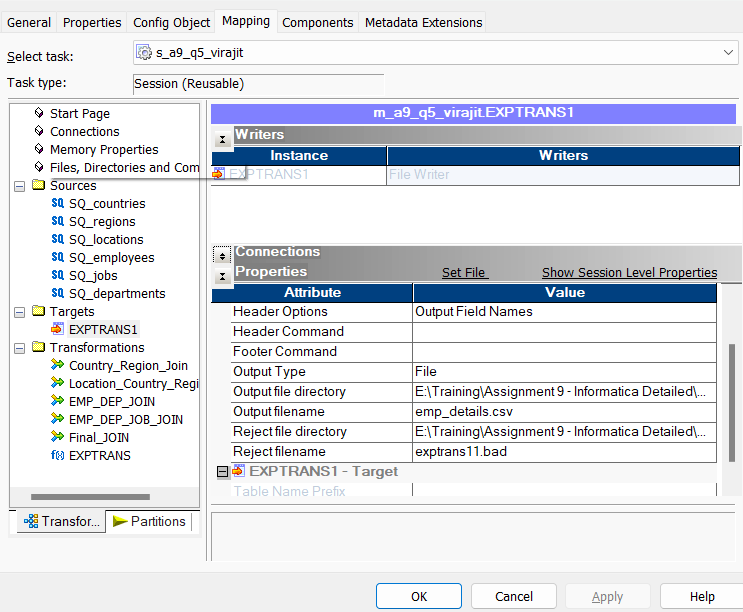 General Properties Config Object Mapping Components Metadata Extensions
Select task: s_a9_q5_virajit
Task type: Session (Reusable)
Start Page
Connections
Memory Properties
Files, Directories and Com
Sources
SQ_countries
SQ_regions
SQ_locations
SQ_employees
SQ_jobs
SQ_departments
Targets
EXPTRANS1
Transformations
Country_Region_Join
Location_Country_Regi
EMP_DEP_JOIN
EMP_DEP_JOB_JOIN
Final_JOIN
EXPTRANS
Transfor... Partitions
m_a9_q5_virajit.EXPTRANS1
Writers
Instance Writers
EXPTRANS1 File Writer
Connections
Properties Set File Show Session Level Properties
Attribute Value
Header Options Output Field Names
Header Command
Footer Command
Output Type File
Output file directory E:\Training\Assignment 9 - Informatica Detailed\...
Output filename emp_details.csv
Reject file directory E:\Training\Assignment 9 - Informatica Detailed\...
Reject filename exptrans11.bad
EXPTRANS1 - Target
Table Name Prefix
OK Cancel Apply Help